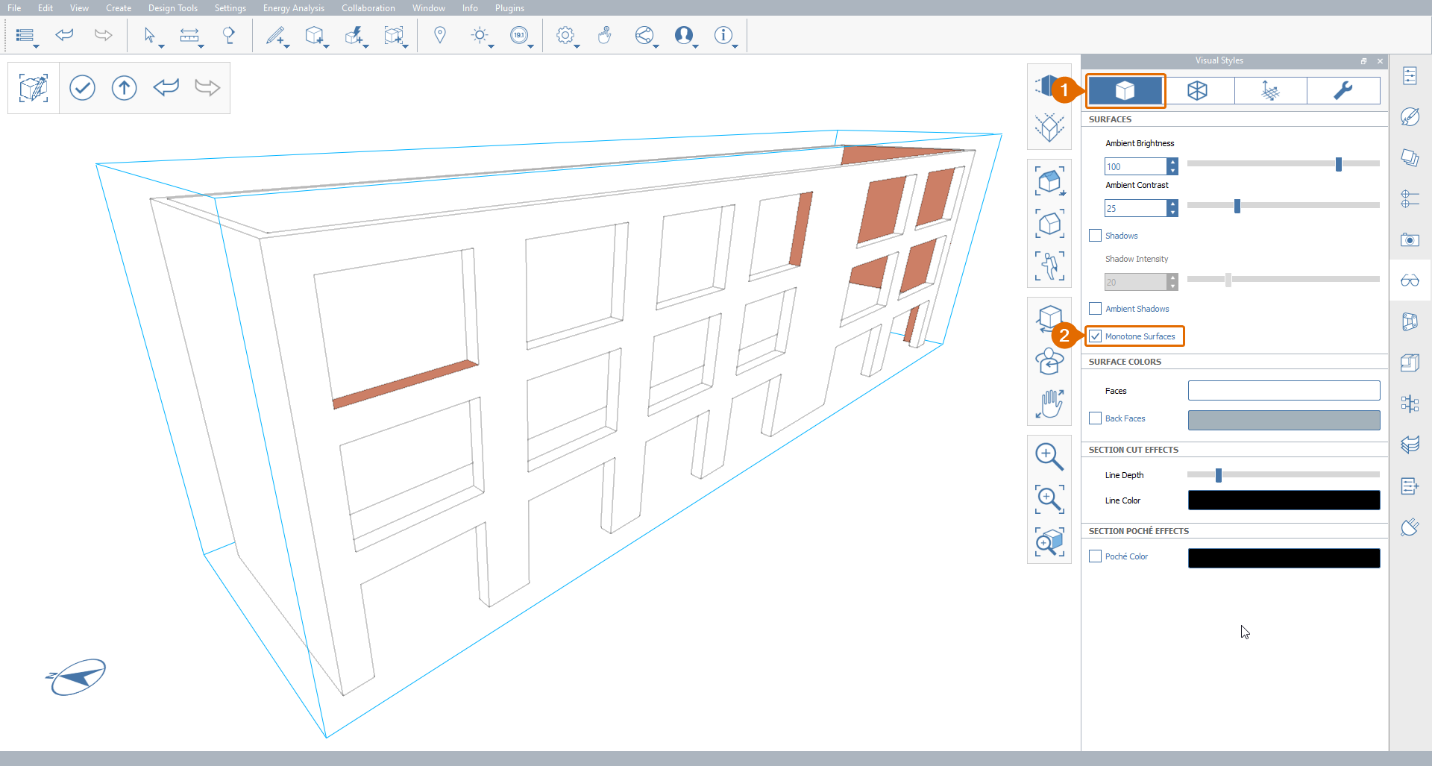 File Edit View Create Design Tools Settings Energy Analysis Collaboration Window Info Plugins
Visual Styles
1
SURFACES
Ambient Brightness
100
Ambient Contrast
25
Shadows
Shadow Intensity
20
Ambient Shadows
2 Monotone Surfaces
SURFACE COLORS
Faces
Back Faces
SECTION CUT EFFECTS
Line Depth
Line Color
SECTION POCHÉ EFFECTS
Poché Color